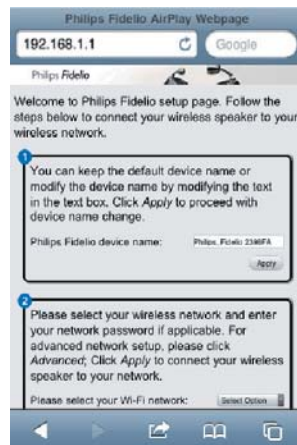 Philips Fidelio AirPlay Webpage
192.168.1.1
Google
Philips Fidelio
Welcome to Philips Fidelio setup page. Follow the
steps below to connect your wireless speaker to your
wireless network.
1
You can keep the default device name or
modify the device name by modifying the text
in the text box. Click Apply to proceed with
device name change.
Philips Fidelio device name:
Philips_Fidelio 2398FA
Apply
2
Please select your wireless network and enter
your network password if applicable. For
advanced network setup, please click
Advanced; Click Apply to connect your wireless
speaker to your network.
Please select your Wi-Fi network:
Select Option